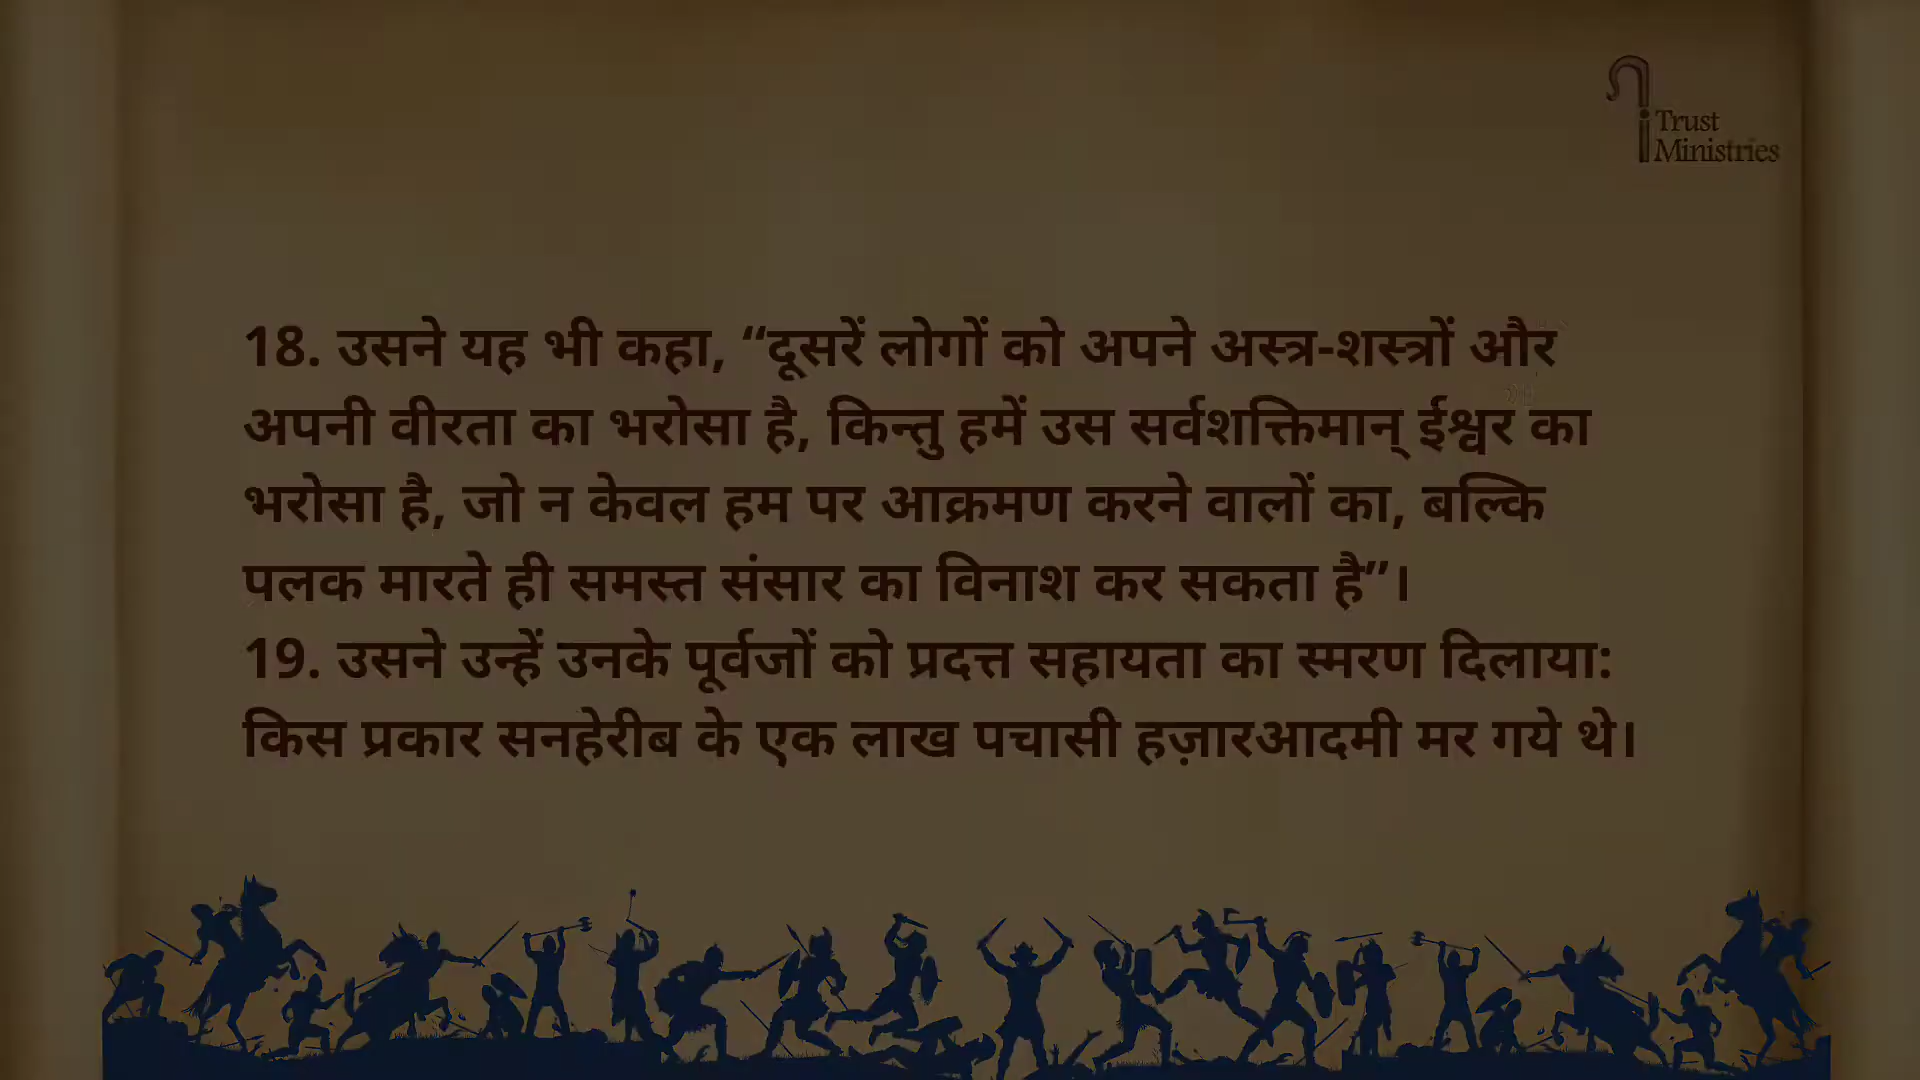 Trust
Ministries
18. उसने यह भी कहा, “दूसरें लोगों को अपने अस्त्र-शस्त्रों और
अपनी वीरता का भरोसा है, किन्तु हमें उस सर्वशक्तिमान् ईश्वर का
भरोसा है, जो न केवल हम पर आक्रमण करने वालों का, बल्कि
पलक मारते ही समस्त संसार का विनाश कर सकता है”।
19. उसने उन्हें उनके पूर्वजों को प्रदत्त सहायता का स्मरण दिलाया:
किस प्रकार सनहेरीब के एक लाख पचासी हज़ारआदमी मर गये थे।